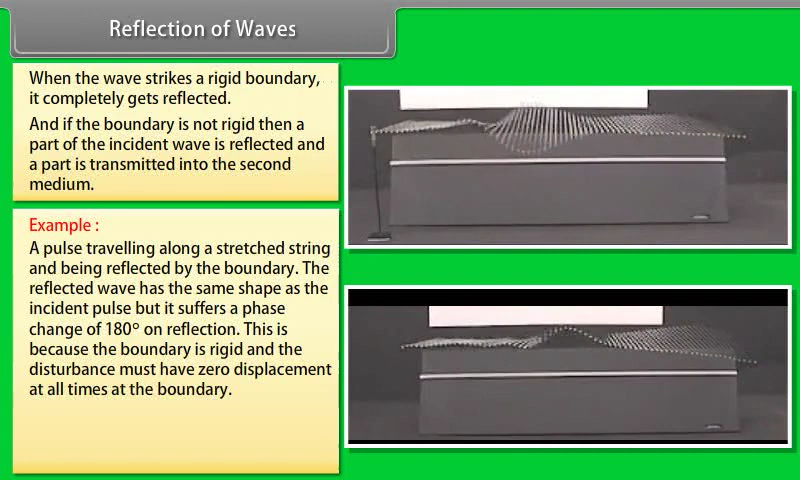 Reflection of Waves
When the wave strikes a rigid boundary,
it completely gets reflected.
And if the boundary is not rigid then a
part of the incident wave is reflected and
a part is transmitted into the second
medium.
Example :
A pulse travelling along a stretched string
and being reflected by the boundary. The
reflected wave has the same shape as the
incident pulse but it suffers a phase
change of 180° on reflection. This is
because the boundary is rigid and the
disturbance must have zero displacement
at all times at the boundary.